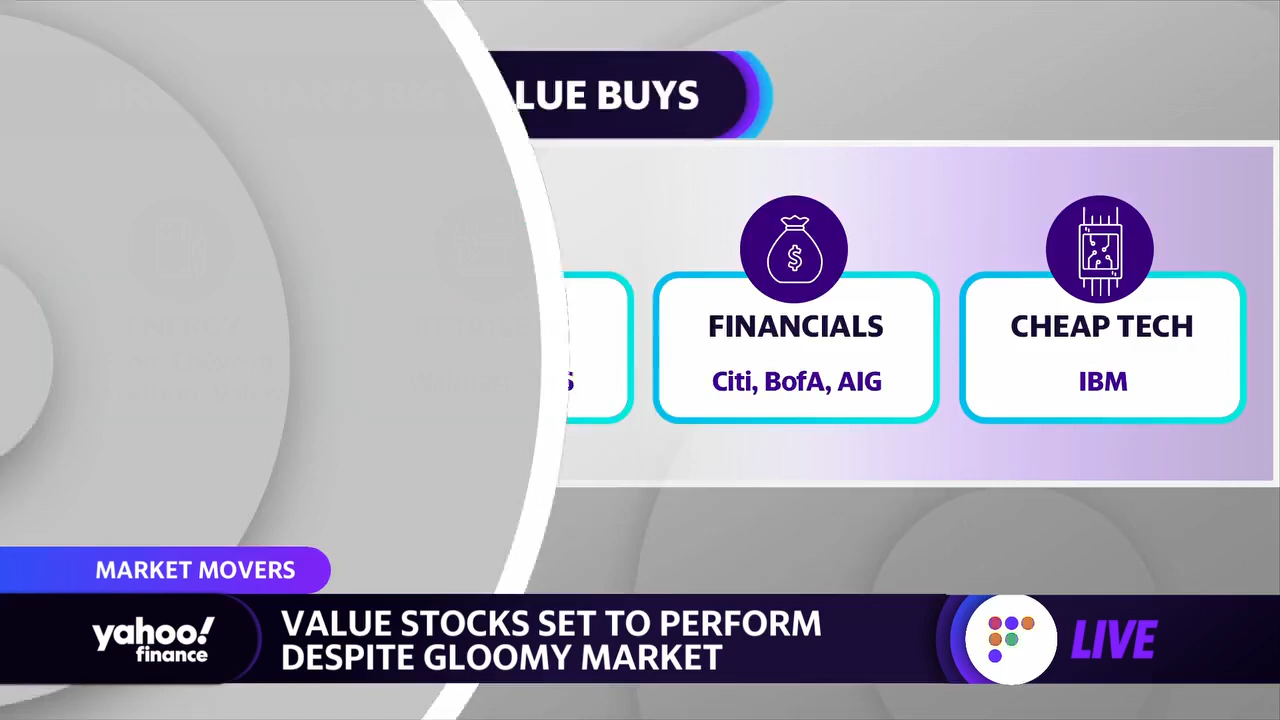 LUE BUYS
FINANCIALS
Citi, BofA, AIG
CHEAP TECH
IBM
MARKET MOVERS
yahoo!
finance
VALUE STOCKS SET TO PERFORM
DESPITE GLOOMY MARKET
LIVE